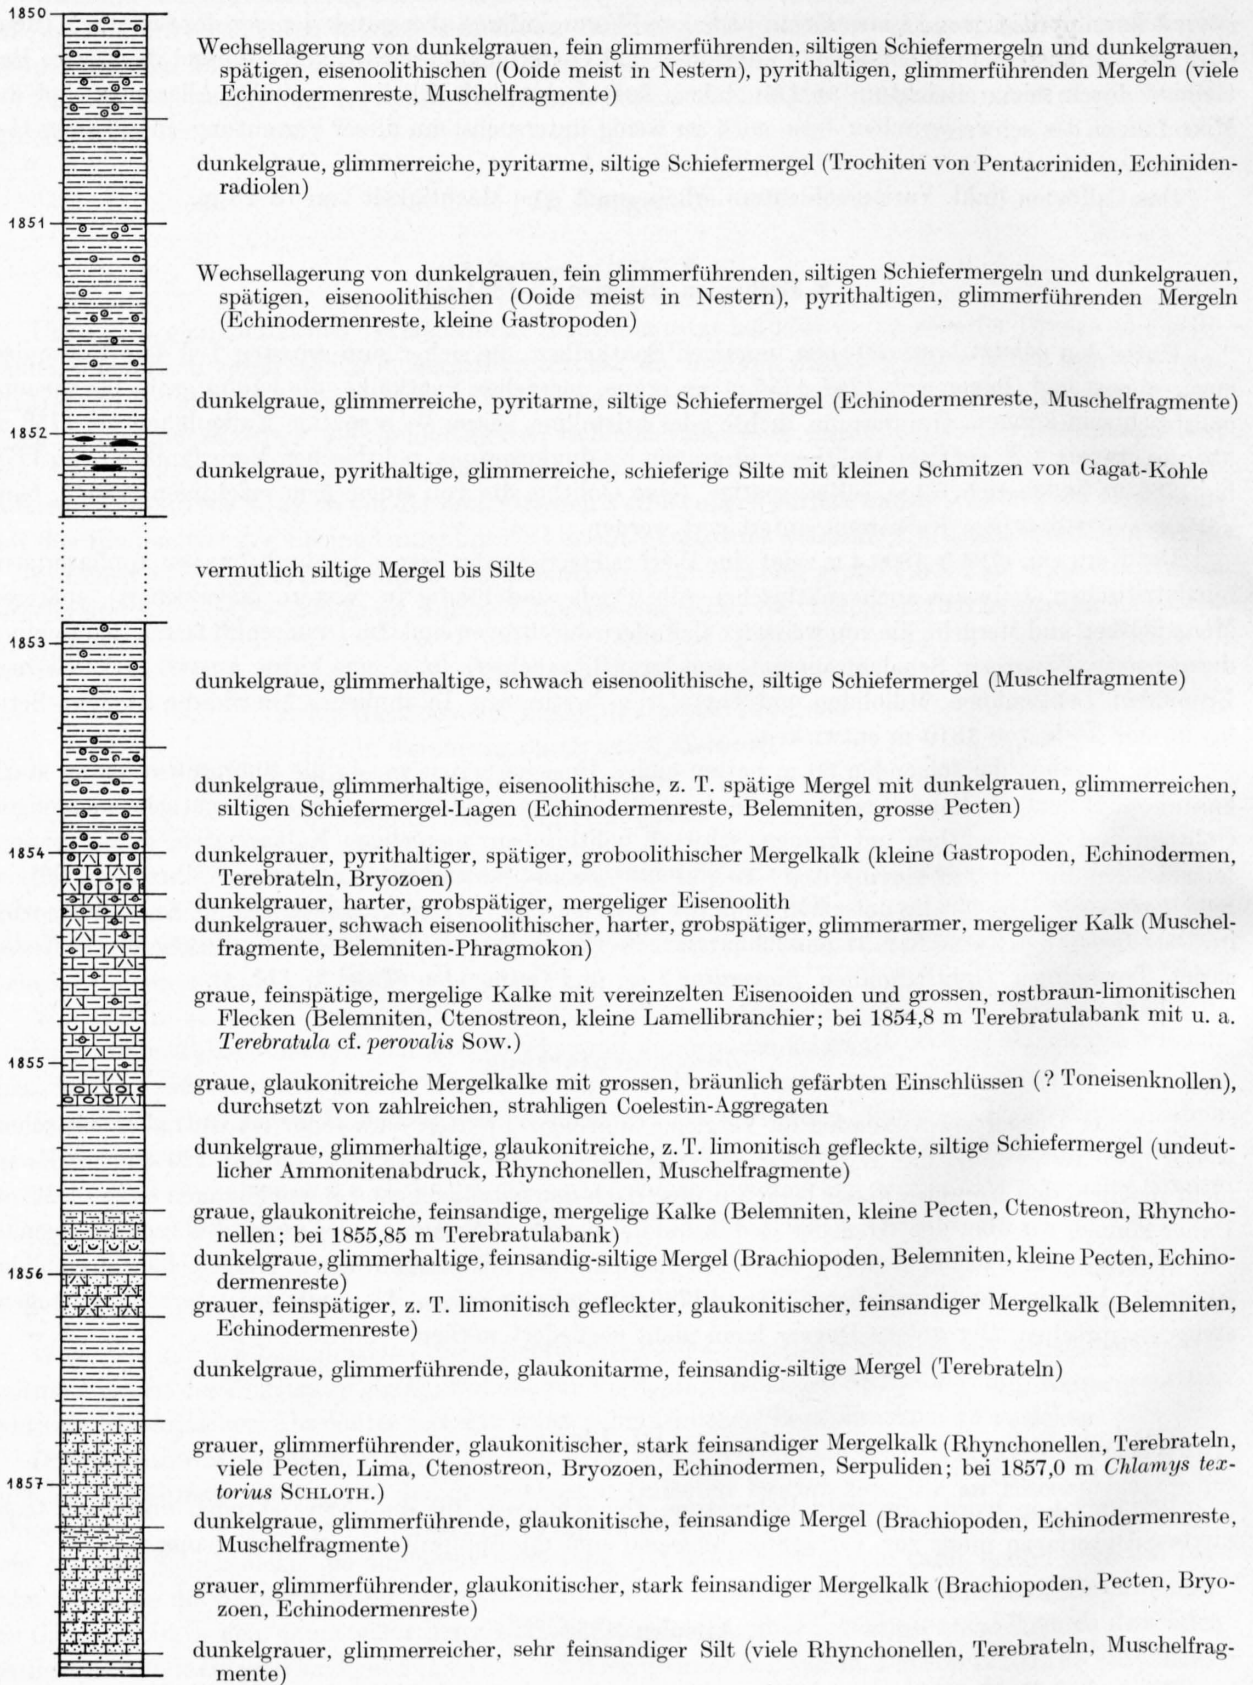 1850
Wechsellagerung von dunkelgrauen, fein glimmerführenden, siltigen Schiefermergeln und dunkelgrauen,
spätigen, eisenoolithischen (Ooide meist in Nestern), pyrithaltigen, glimmerführenden Mergeln (viele
Echinodermenreste, Muschelfragmente)
dunkelgraue, glimmerreiche, pyritarme, siltige Schiefermergel (Trochiten von Pentacriniden, Echiniden-
radiolen)
1851
Wechsellagerung von dunkelgrauen, fein glimmerführenden, siltigen Schiefermergeln und dunkelgrauen,
spätigen, eisenoolithischen (Ooide meist in Nestern), pyrithaltigen, glimmerführenden Mergeln
(Echinodermenreste, kleine Gastropoden)
dunkelgraue, glimmerreiche, pyritarme, siltige Schiefermergel (Echinodermenreste, Muschelfragmente)
1852
dunkelgraue, pyrithaltige, glimmerreiche, schieferige Silte mit kleinen Schmitzen von Gagat-Kohle
vermutlich siltige Mergel bis Silte
1853
dunkelgraue, glimmerhaltige, schwach eisenoolithische, siltige Schiefermergel (Muschelfragmente)
dunkelgraue, glimmerhaltige, eisenoolithische, z. T. spätige Mergel mit dunkelgrauen, glimmerreichen,
siltigen Schiefermergel-Lagen (Echinodermenreste, Belemniten, grosse Pecten)
1854
dunkelgrauer, pyrithaltiger, spätiger, groboolithischer Mergelkalk (kleine Gastropoden, Echinodermen,
Terebrateln, Bryozoen)
dunkelgrauer, harter, grobspätiger, mergeliger Eisenoolith
dunkelgrauer, schwach eisenoolithischer, harter, grobspätiger, glimmerarmer, mergeliger Kalk (Muschel-
fragmente, Belemniten-Phragmokon)
graue, feinspätige, mergelige Kalke mit vereinzelten Eisenooiden und grossen, rostbraun-limonitischen
Flecken (Belemniten, Ctenostreon, kleine Lamellibranchier; bei 1854,8 m Terebratulabank mit u. a.
Terebratula cf. perovalis Sow.)
1855
graue, glaukonitreiche Mergelkalke mit grossen, bräunlich gefärbten Einschlüssen (? Toneisenknollen),
durchsetzt von zahlreichen, strahligen Coelestin-Aggregaten
dunkelgraue, glimmerhaltige, glaukonitreiche, z. T. limonitisch gefleckte, siltige Schiefermergel (undeut-
licher Ammonitenabdruck, Rhynchonellen, Muschelfragmente)
graue, glaukonitreiche, feinsandige, mergelige Kalke (Belemniten, kleine Pecten, Ctenostreon, Rhyncho-
nellen; bei 1855,85 m Terebratulabank)
dunkelgraue, glimmerhaltige, feinsandig-siltige Mergel (Brachiopoden, Belemniten, kleine Pecten, Echino-
dermenreste)
1856
grauer, feinspätiger, z. T. limonitisch gefleckter, glaukonitischer, feinsandiger Mergelkalk (Belemniten,
Echinodermenreste)
dunkelgraue, glimmerführende, glaukonitarme, feinsandig-siltige Mergel (Terebrateln)
grauer, glimmerführender, glaukonitischer, stark feinsandiger Mergelkalk (Rhynchonellen, Terebrateln,
viele Pecten, Lima, Ctenostreon, Bryozoen, Echinodermen, Serpuliden; bei 1857,0 m Chlamys tex-
torius SCHLOTH.)
1857
dunkelgraue, glimmerführende, glaukonitische, feinsandige Mergel (Brachiopoden, Echinodermenreste,
Muschelfragmente)
grauer, glimmerführender, glaukonitischer, stark feinsandiger Mergelkalk (Brachiopoden, Pecten, Bryo-
zoen, Echinodermenreste)
dunkelgrauer, glimmerreicher, sehr feinsandiger Silt (viele Rhynchonellen, Terebrateln, Muschelfrag-
mente)